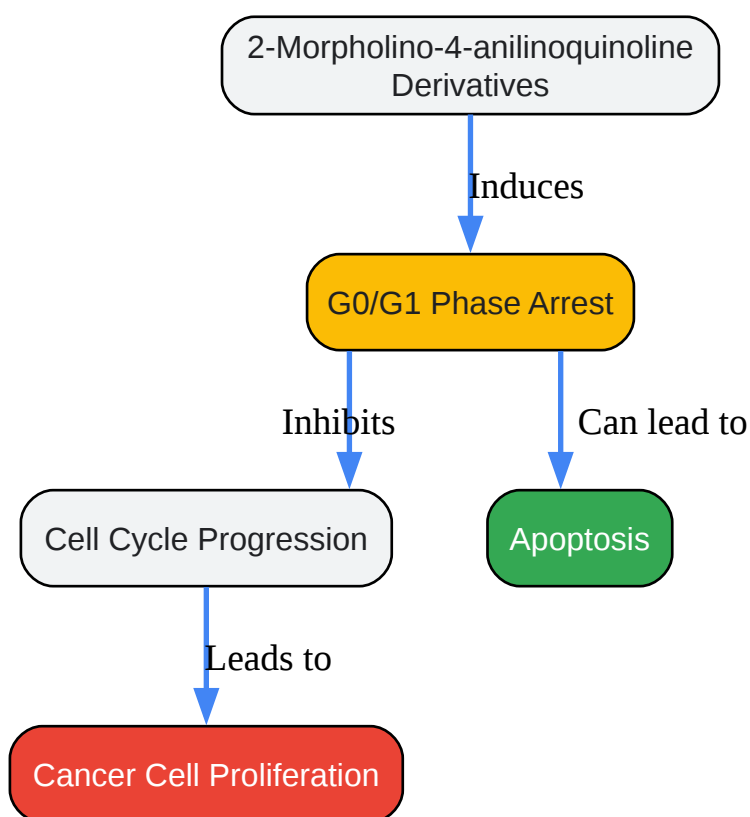 2-Morpholino-4-anilinoquinoline
Derivatives
Induces
G0/G1 Phase Arrest
Inhibits
Can lead to
Cell Cycle Progression
Apoptosis
Leads to
Cancer Cell Proliferation